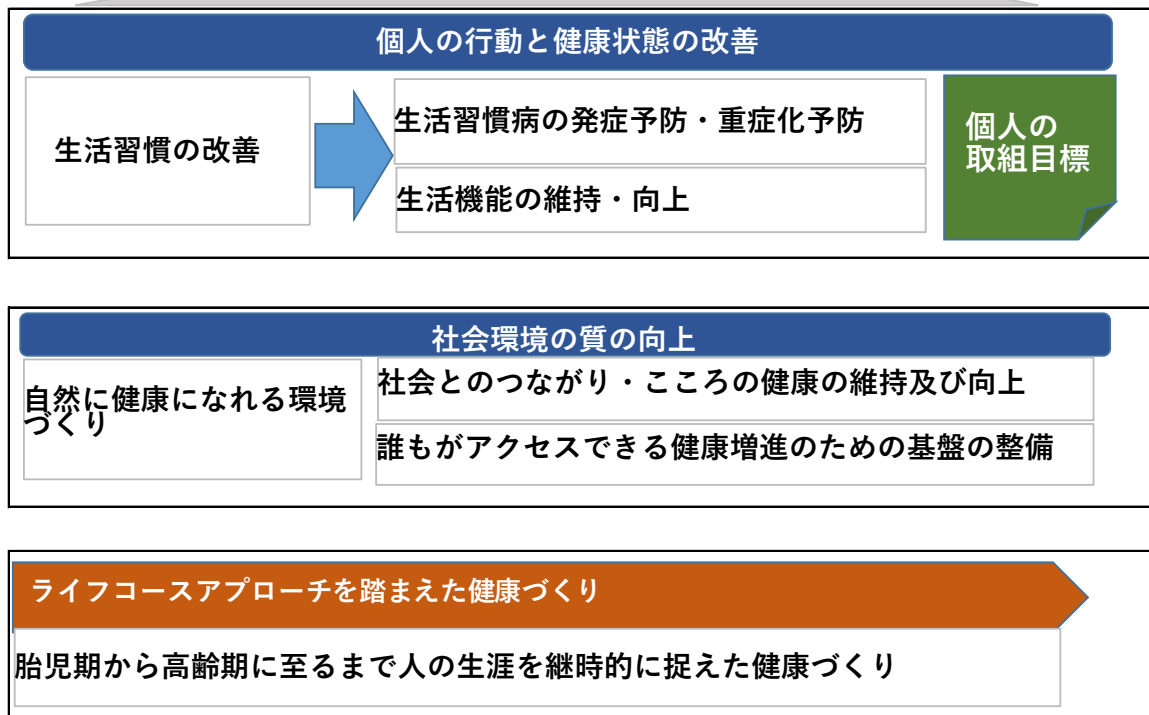 個人の行動と健康状態の改善
生活習慣の改善
生活習慣病の発症予防・重症化予防
生活機能の維持・向上
個人の
取組目標
社会環境の質の向上
自然に健康になれる環境
づくり
社会とのつながり・こころの健康の維持及び向上
誰もがアクセスできる健康増進のための基盤の整備
ライフコースアプローチを踏まえた健康づくり
胎児期から高齢期に至るまで人の生涯を継時的に捉えた健康づくり